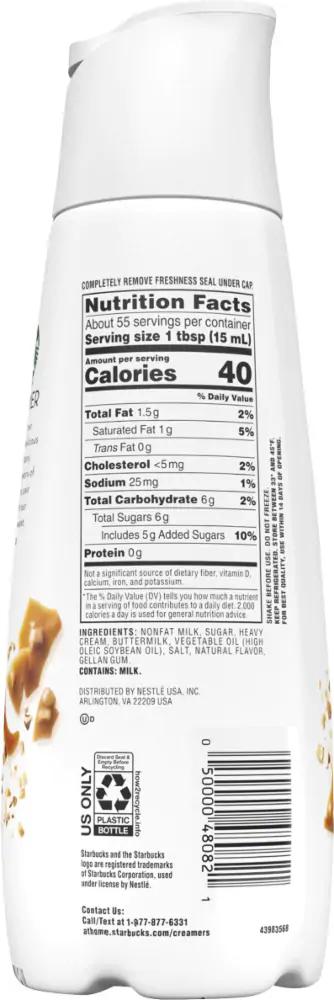 COMPLETELY REMOVE FRESHNESS SEAL UNDER CAP.
Nutrition Facts
About 55 servings per container
Serving size 1 tbsp (15 mL)
Amount per serving
Calories 40
% Daily Value
Total Fat 1.5g 2%
Saturated Fat 1g 5%
Trans Fat 0g
Cholesterol <5mg 2%
Sodium 25mg 1%
Total Carbohydrate 6g 2%
Total Sugars 6g
Includes 5g Added Sugars 10%
Protein 0g
Not a significant source of dietary fiber, vitamin D,
calcium, iron, and potassium.
*The % Daily Value (DV) tells you how much a nutrient
in a serving of food contributes to a daily diet. 2,000
calories a day is used for general nutrition advice.
SHAKE BEFORE USE. DO NOT FREEZE.
KEEP REFRIGERATED. STORE BETWEEN 33° AND 45°F.
FOR BEST QUALITY, USE WITHIN 14 DAYS OF OPENING.
INGREDIENTS: NONFAT MILK, SUGAR, HEAVY
CREAM, BUTTERMILK, VEGETABLE OIL (HIGH
OLEIC SOYBEAN OIL), SALT, NATURAL FLAVOR,
GELLAN GUM.
CONTAINS: MILK.
DISTRIBUTED BY NESTLÉ USA, INC.
ARLINGTON, VA 22209 USA
UD
US ONLY
Discard Seal &
Empty Before
Recycling
PLASTIC
BOTTLE
how2recycle.info
0 50000 48082 1
Starbucks and the Starbucks
logo are registered trademarks
of Starbucks Corporation, used
under license by Nestlé.
Contact Us:
Call/Text at 1-877-877-6331
athome.starbucks.com/creamers
43983568